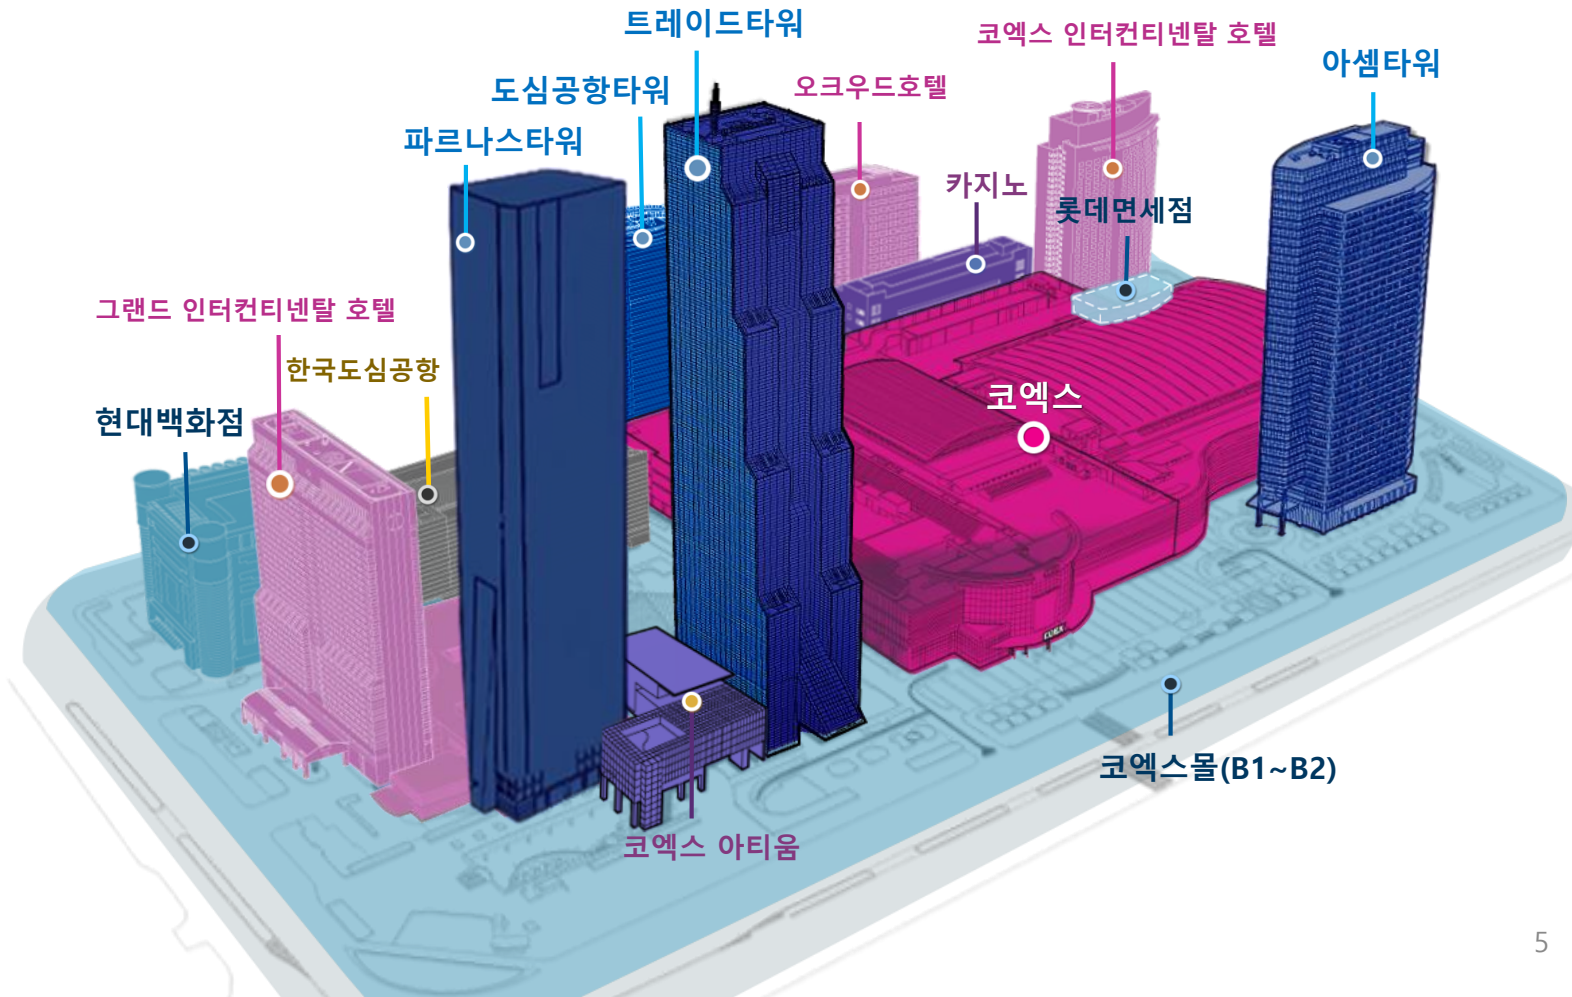 트레이드타워
코엑스 인터컨티넨탈 호텔
아셈타워
도심공항타워
오크우드호텔
파르나스타워
카지노
롯데면세점
그랜드 인터컨티넨탈 호텔
한국도심공항
코엑스
현대백화점
코엑스몰(B1~B2)
코엑스 아티움
5